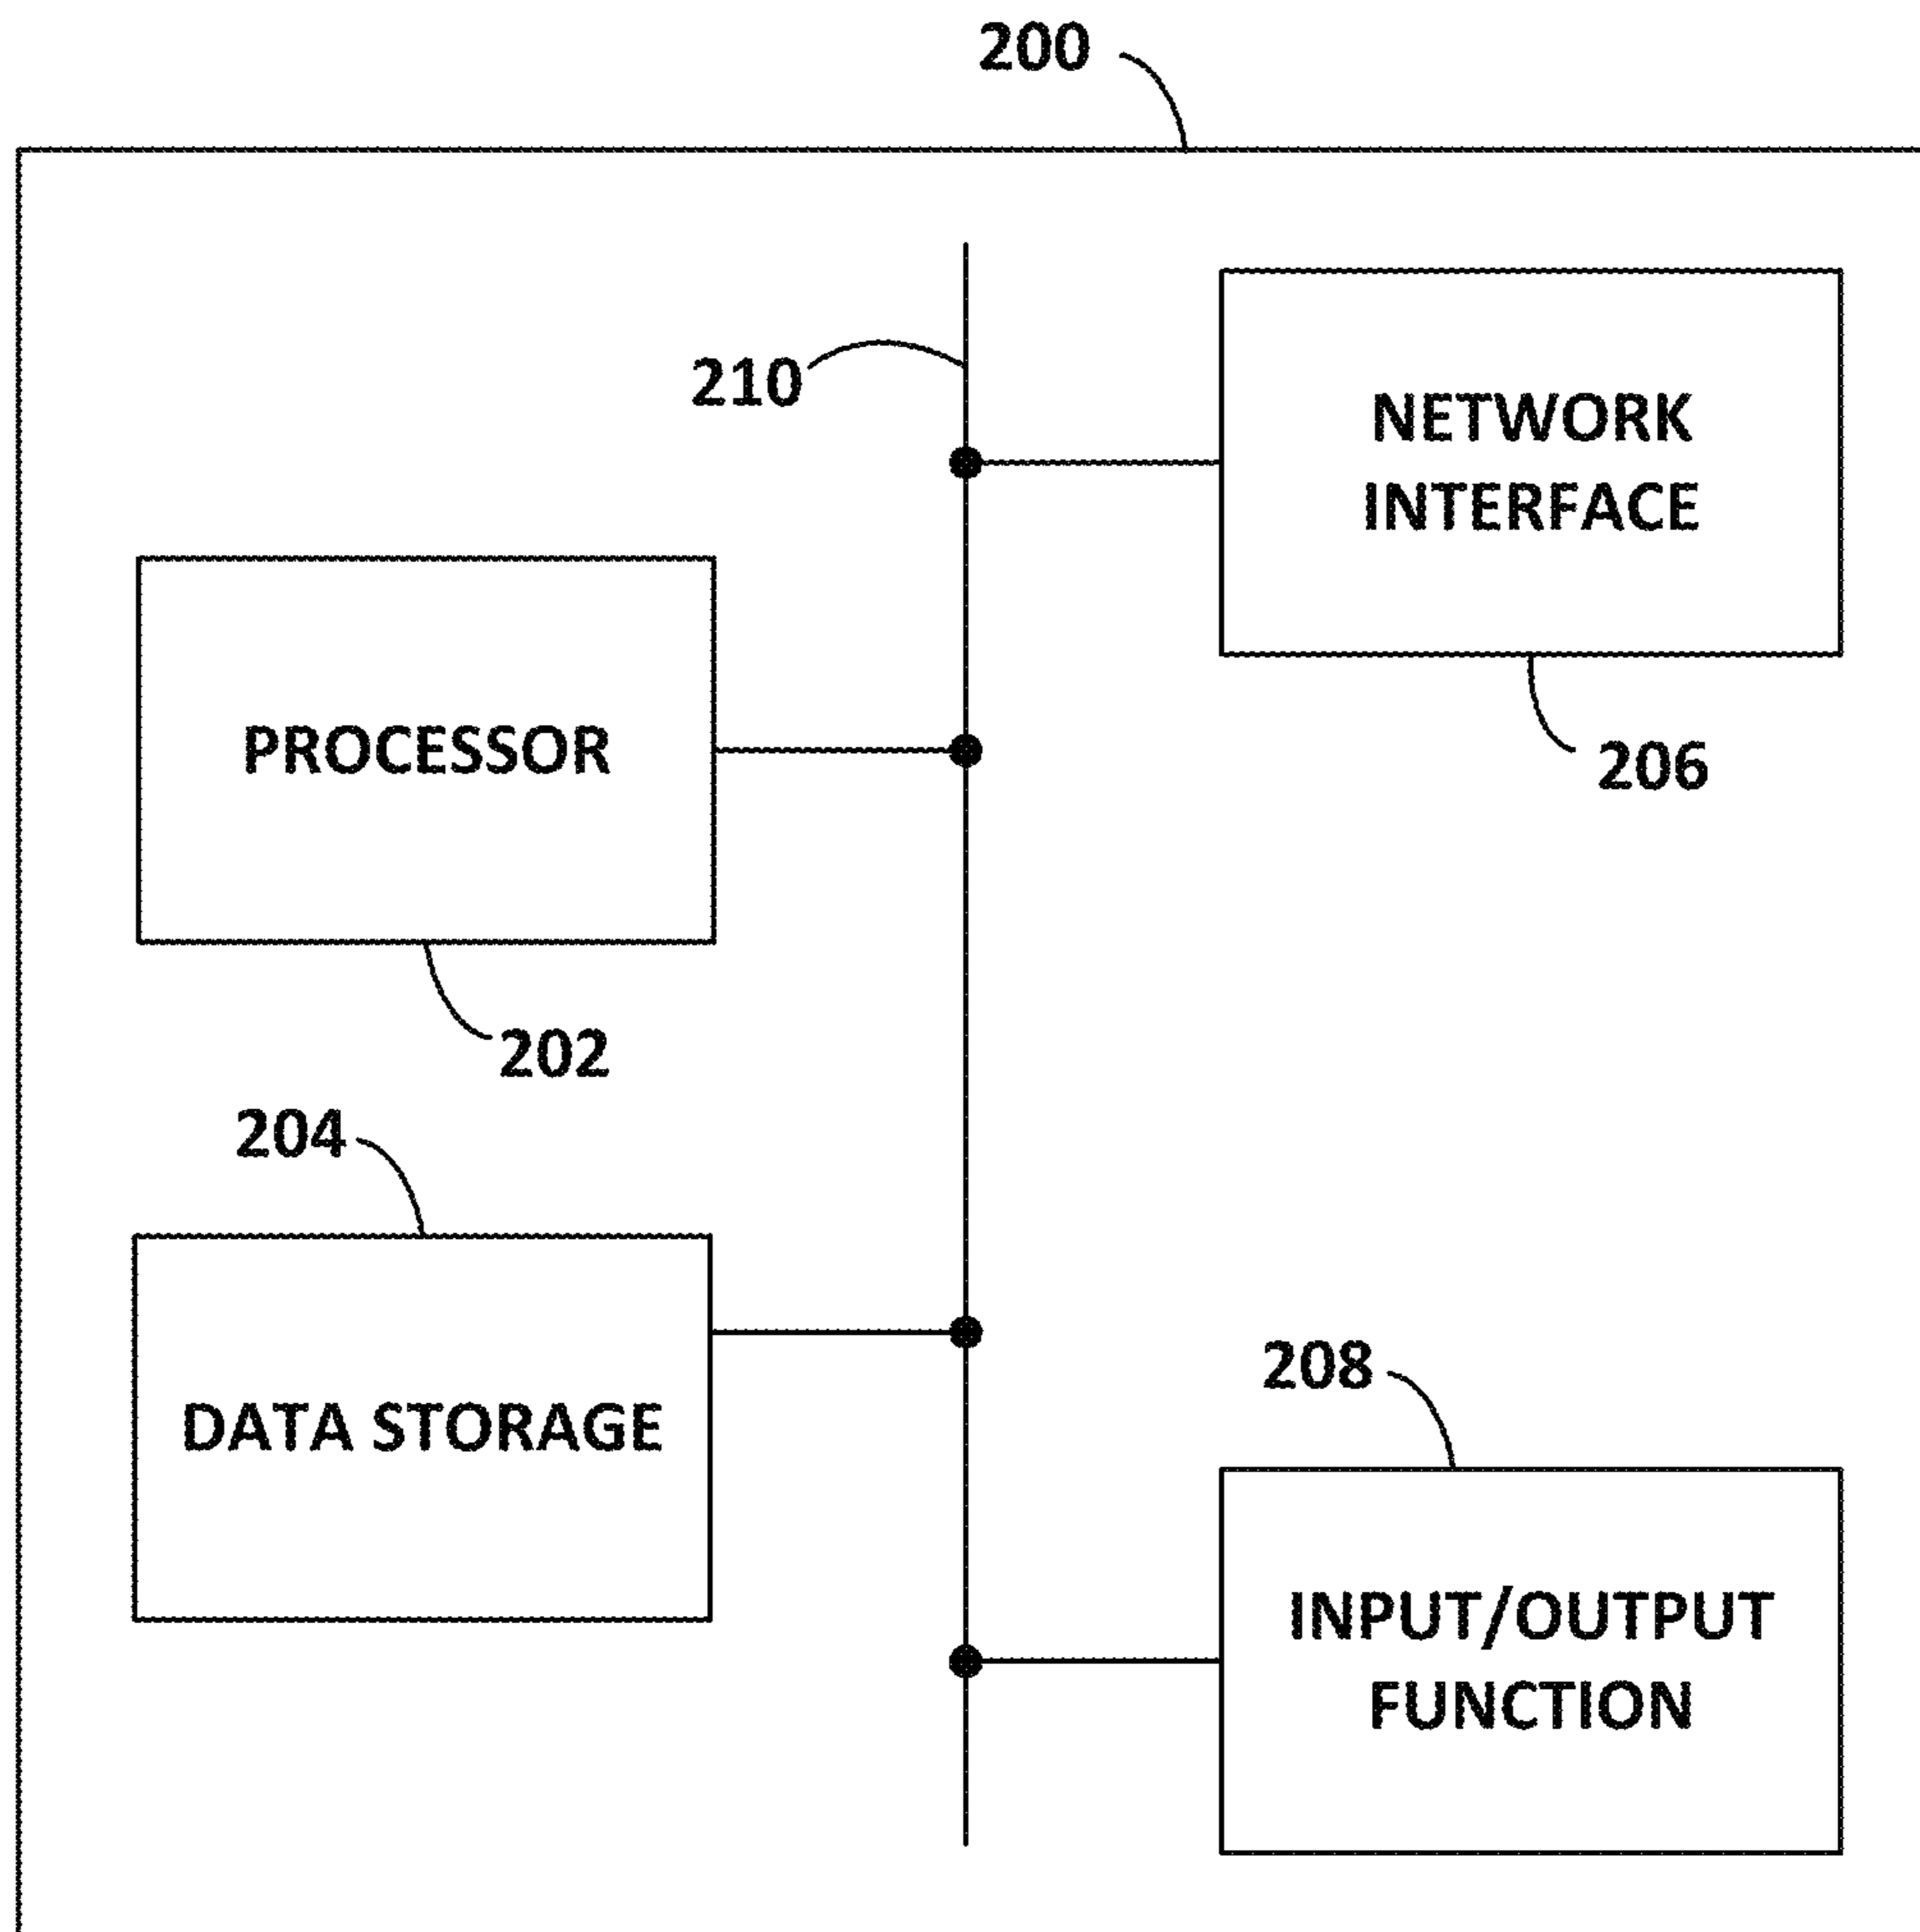 200
210
NETWORK
INTERFACE
206
PROCESSOR
202
204
DATA STORAGE
208
INPUT/OUTPUT
FUNCTION